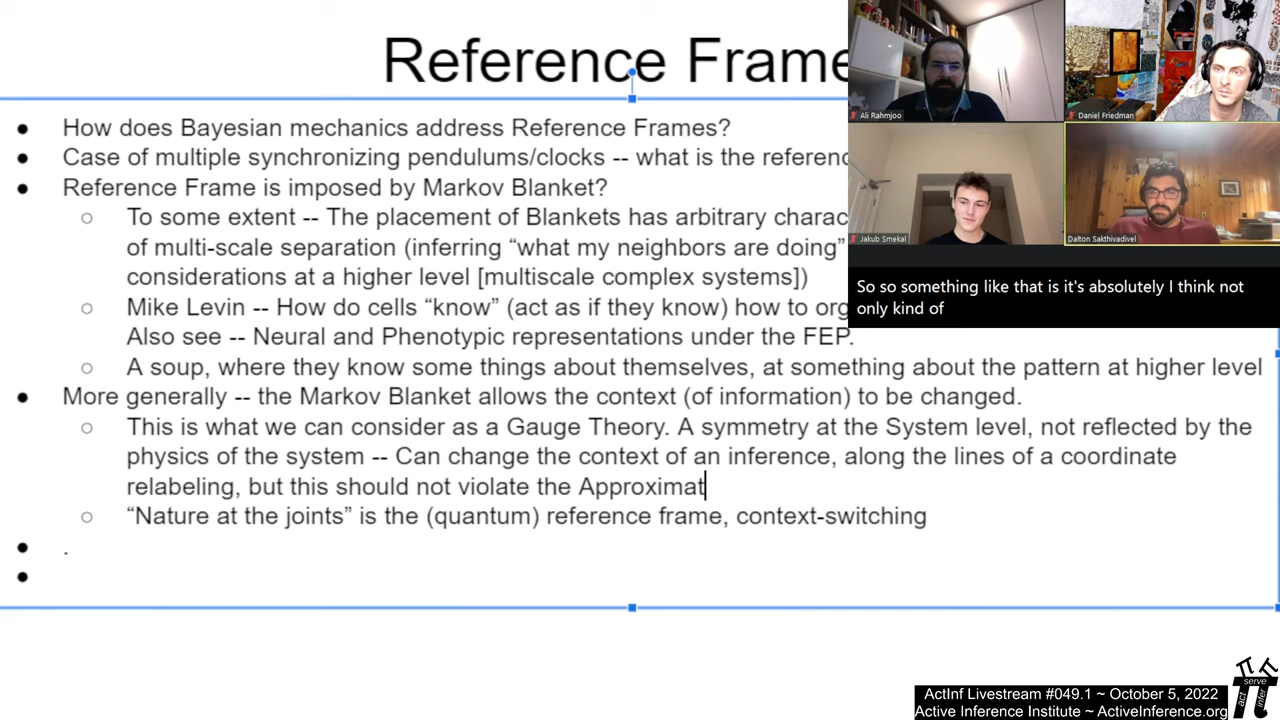 Reference Frame
● How does Bayesian mechanics address Reference Frames?
● Case of multiple synchronizing pendulums/clocks -- what is the referenc
● Reference Frame is imposed by Markov Blanket?
○ To some extent -- The placement of Blankets has arbitrary charac
of multi-scale separation (inferring “what my neighbors are doing”
considerations at a higher level [multiscale complex systems])
○ Mike Levin -- How do cells “know” (act as if they know) how to org
Also see -- Neural and Phenotypic representations under the FEP.
○ A soup, where they know some things about themselves, at something about the pattern at higher level
● More generally -- the Markov Blanket allows the context (of information) to be changed.
○ This is what we can consider as a Gauge Theory. A symmetry at the System level, not reflected by the
physics of the system -- Can change the context of an inference, along the lines of a coordinate
relabeling, but this should not violate the Approximat
○ “Nature at the joints” is the (quantum) reference frame, context-switching
● .
●
Ali Rahmjoo
Daniel Friedman
Jakub Smekal
Dalton Sakthivadivel
So so something like that is it's absolutely I think not
only kind of
act
serve
infer
ActInf Livestream #049.1 ~ October 5, 2022
Active Inference Institute ~ ActiveInference.org